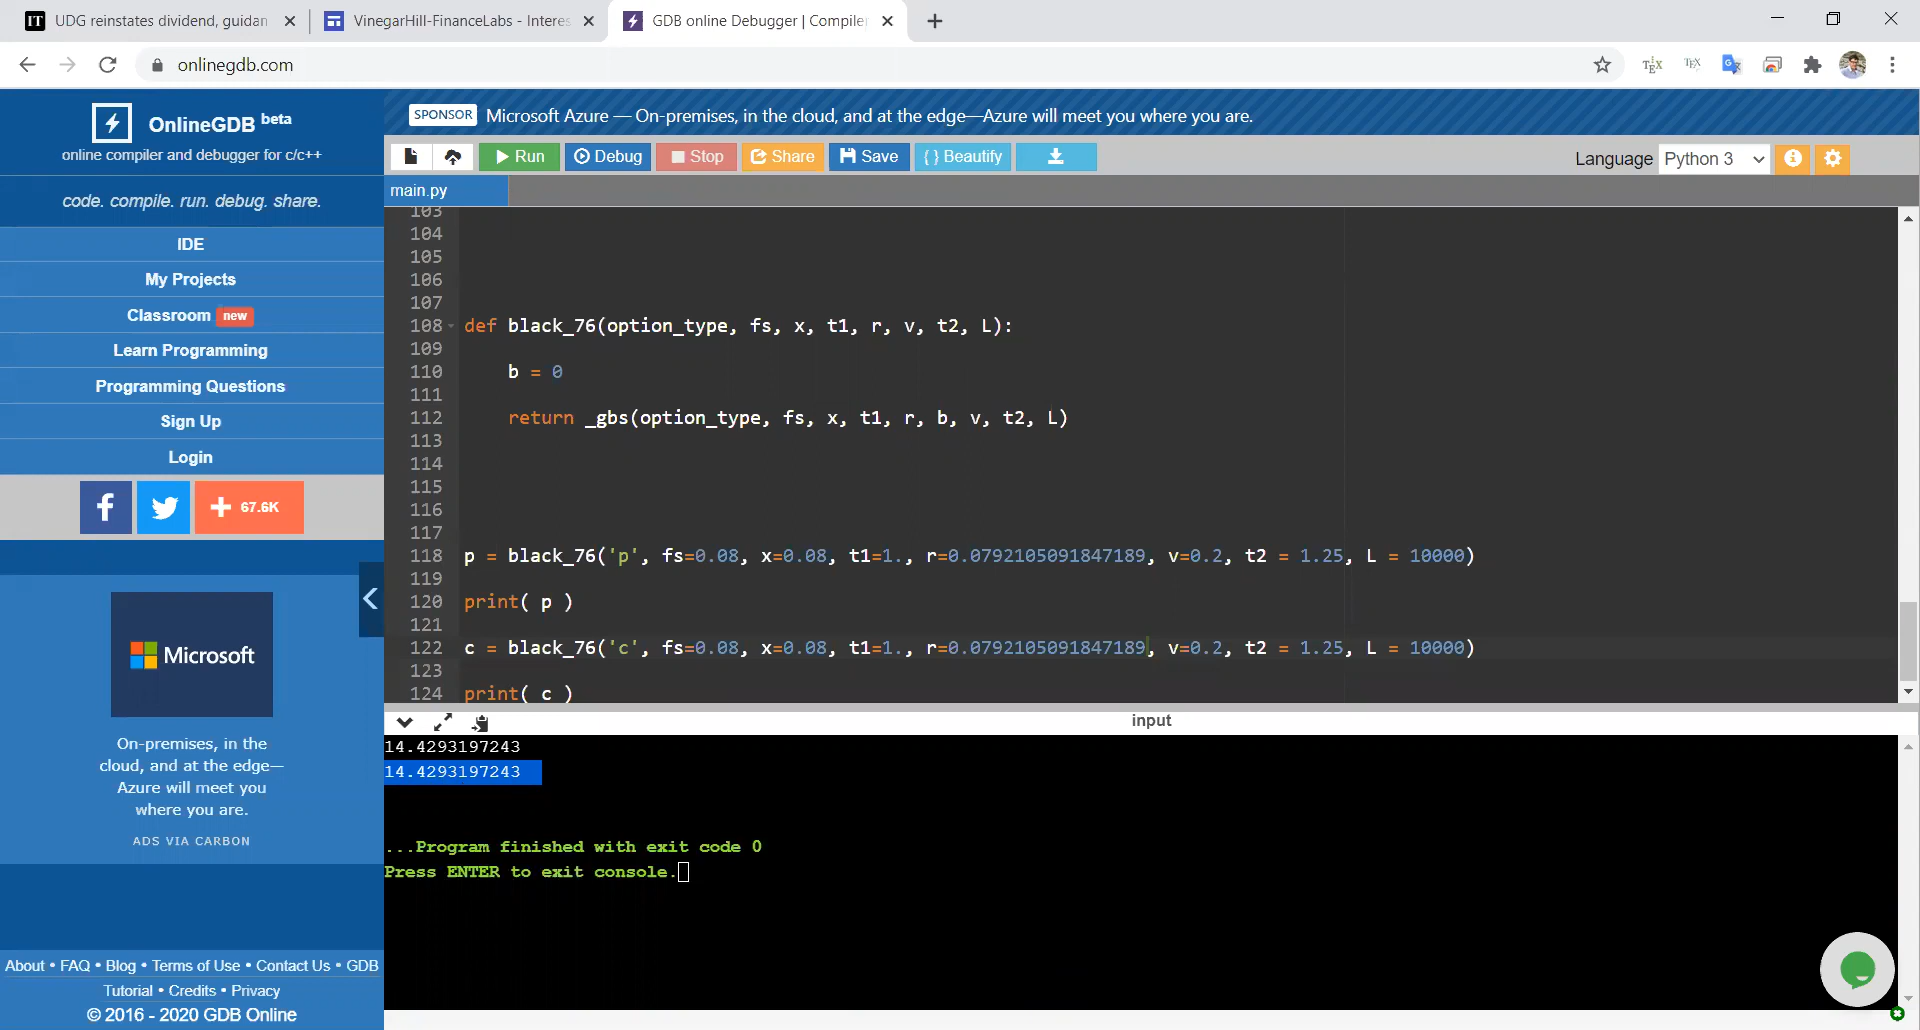 UDG reinstates dividend, guidan
VinegarHill-FinanceLabs - Interes
GDB online Debugger | Compiler
onlinegdb.com
OnlineGDB beta
online compiler and debugger for c/c++
code. compile. run. debug. share.
IDE
My Projects
Classroom new
Learn Programming
Programming Questions
Sign Up
Login
+ 67.6K
Microsoft
On-premises, in the
cloud, and at the edge—
Azure will meet you
where you are.
ADS VIA CARBON
About • FAQ • Blog • Terms of Use • Contact Us • GDB
Tutorial • Credits • Privacy
© 2016 - 2020 GDB Online
SPONSOR Microsoft Azure — On-premises, in the cloud, and at the edge—Azure will meet you where you are.
Run Debug Stop Share Save {} Beautify
Language Python 3
main.py
103
104
105
106
107
108 def black_76(option_type, fs, x, t1, r, v, t2, L):
109
110 b = 0
111
112 return _gbs(option_type, fs, x, t1, r, b, v, t2, L)
113
114
115
116
117
118 p = black_76('p', fs=0.08, x=0.08, t1=1., r=0.0792105091847189, v=0.2, t2 = 1.25, L = 10000)
119
120 print( p )
121
122 c = black_76('c', fs=0.08, x=0.08, t1=1., r=0.0792105091847189, v=0.2, t2 = 1.25, L = 10000)
123
124 print( c )
input
14.4293197243
14.4293197243
...Program finished with exit code 0
Press ENTER to exit console.